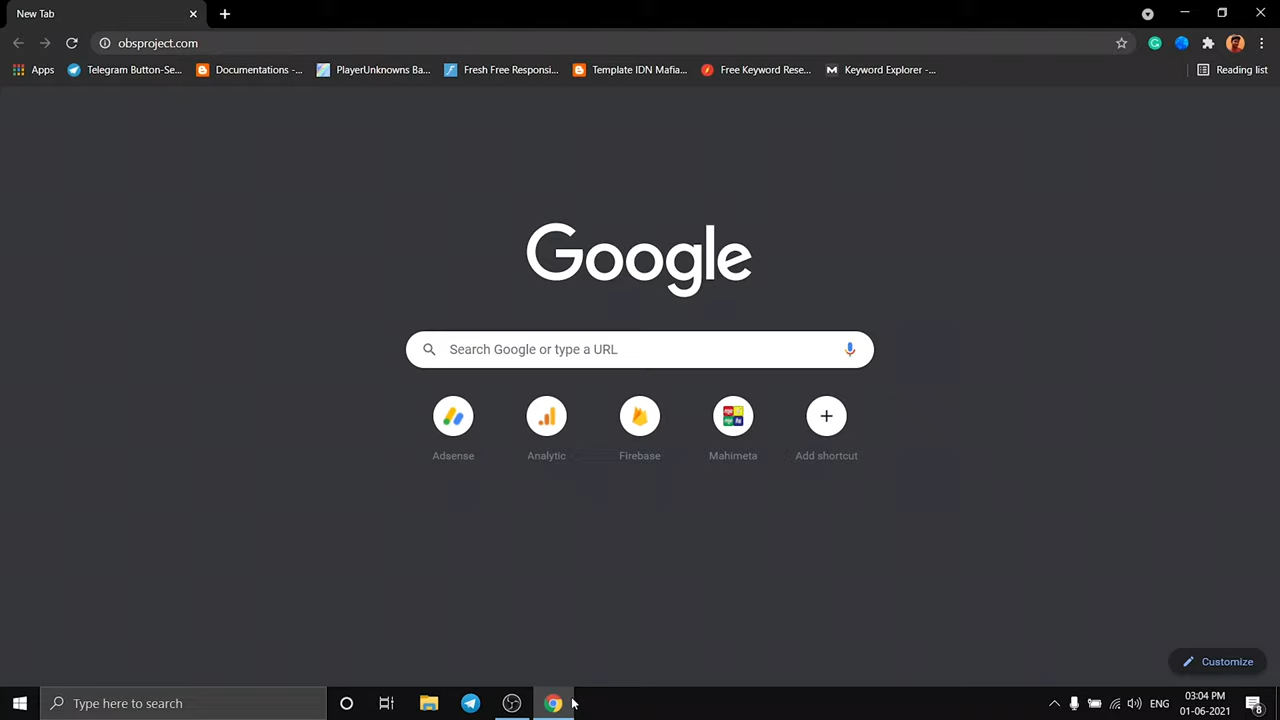 New Tab
obsproject.com
Apps
Telegram Button-Se...
Documentations -...
PlayerUnknowns Ba...
Fresh Free Responsi...
Template IDN Mafia...
Free Keyword Rese...
Keyword Explorer -...
Reading list
Google
Search Google or type a URL
Adsense
Analytic
Firebase
Mahimeta
Add shortcut
Customize
Type here to search
ENG
03:04 PM
01-06-2021
8